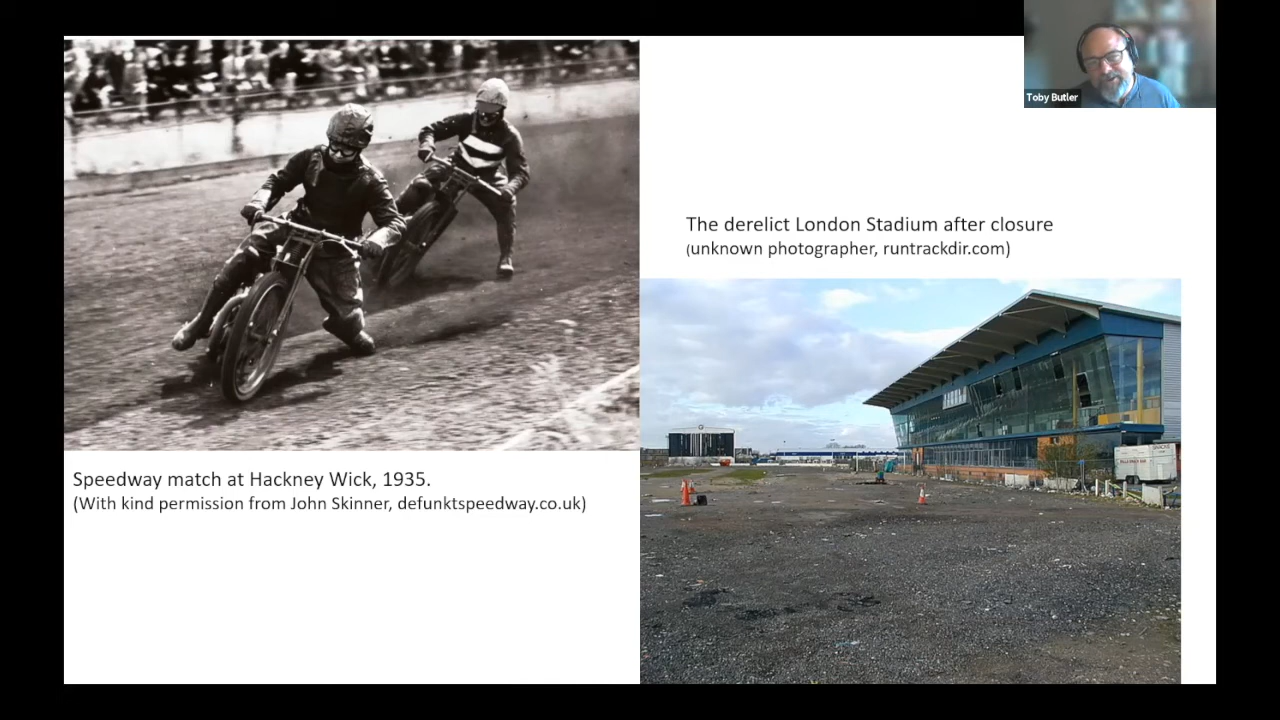 Toby Butler
The derelict London Stadium after closure
(unknown photographer, runtrackdir.com)
Speedway match at Hackney Wick, 1935.
(With kind permission from John Skinner, defunktspeedway.co.uk)